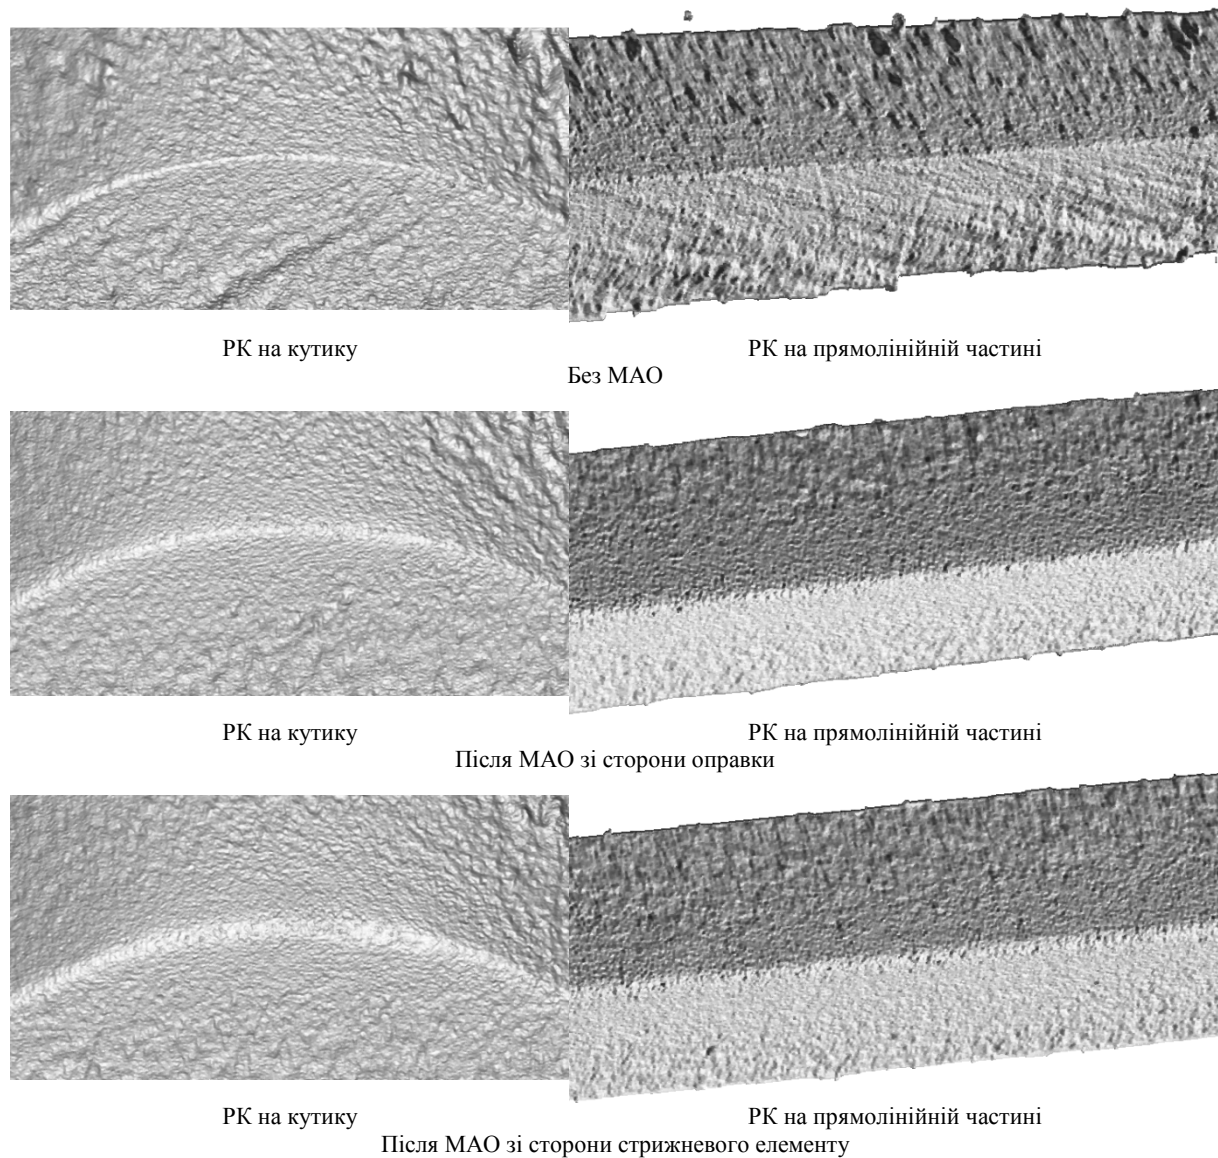 РК на кутику
РК на прямолінійній частині
Без МАО
РК на кутику
РК на прямолінійній частині
Після МАО зі сторони оправки
РК на кутику
РК на прямолінійній частині
Після МАО зі сторони стрижневого елементу